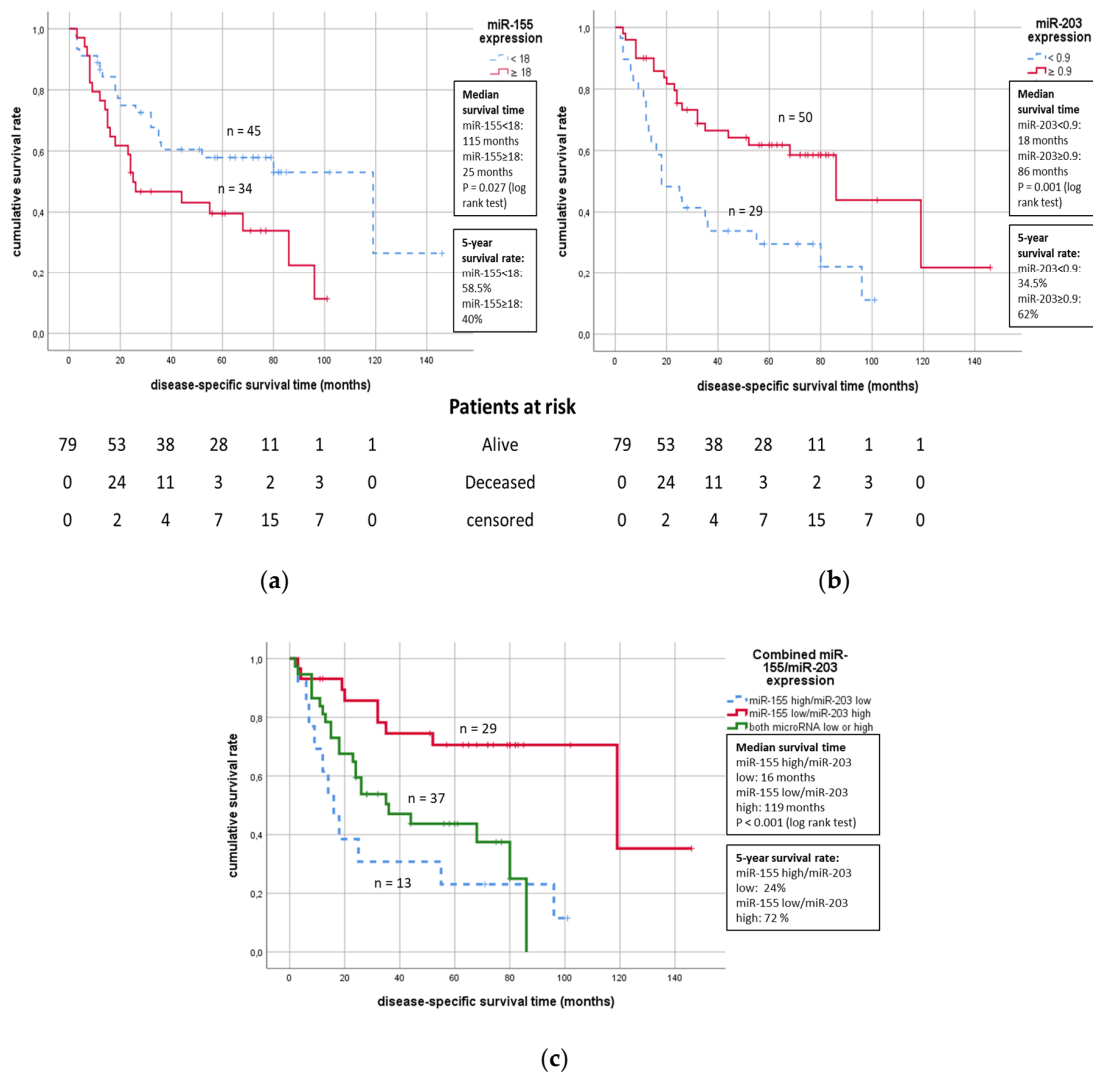 miR-155
expression
< 18
≥ 18
Median
survival time
miR-155<18:
115 months
miR-155≥18:
25 months
P = 0.027 (log
rank test)
5-year
survival rate:
miR-155<18:
58.5%
miR-155≥18:
40%
cumulative survival rate
1,0
0,8
0,6
0,4
0,2
0,0
n = 45
n = 34
0 20 40 60 80 100 120 140
disease-specific survival time (months)
miR-203
expression
< 0.9
≥ 0.9
Median
survival time
miR-203<0.9:
18 months
miR-203≥0.9:
86 months
P = 0.001 (log
rank test)
5-year
survival rate:
miR-203<0.9:
34.5%
miR-203≥0.9:
62%
cumulative survival rate
1,0
0,8
0,6
0,4
0,2
0,0
n = 50
n = 29
0 20 40 60 80 100 120 140
disease-specific survival time (months)
Patients at risk
79 53 38 28 11 1 1 Alive 79 53 38 28 11 1 1
0 24 11 3 2 3 0 Deceased 0 24 11 3 2 3 0
0 2 4 7 15 7 0 censored 0 2 4 7 15 7 0
(a) (b)
Combined miR-
155/miR-203
expression
miR-155 high/miR-203 low
miR-155 low/miR-203 high
both microRNA low or high
Median survival time
miR-155 high/miR-203
low: 16 months
miR-155 low/miR-203
high: 119 months
P < 0.001 (log rank test)
5-year survival rate:
miR-155 high/miR-203
low: 24%
miR-155 low/miR-203
high: 72 %
cumulative survival rate
1,0
0,8
0,6
0,4
0,2
0,0
n = 29
n = 37
n = 13
0 20 40 60 80 100 120 140
disease-specific survival time (months)
(c)